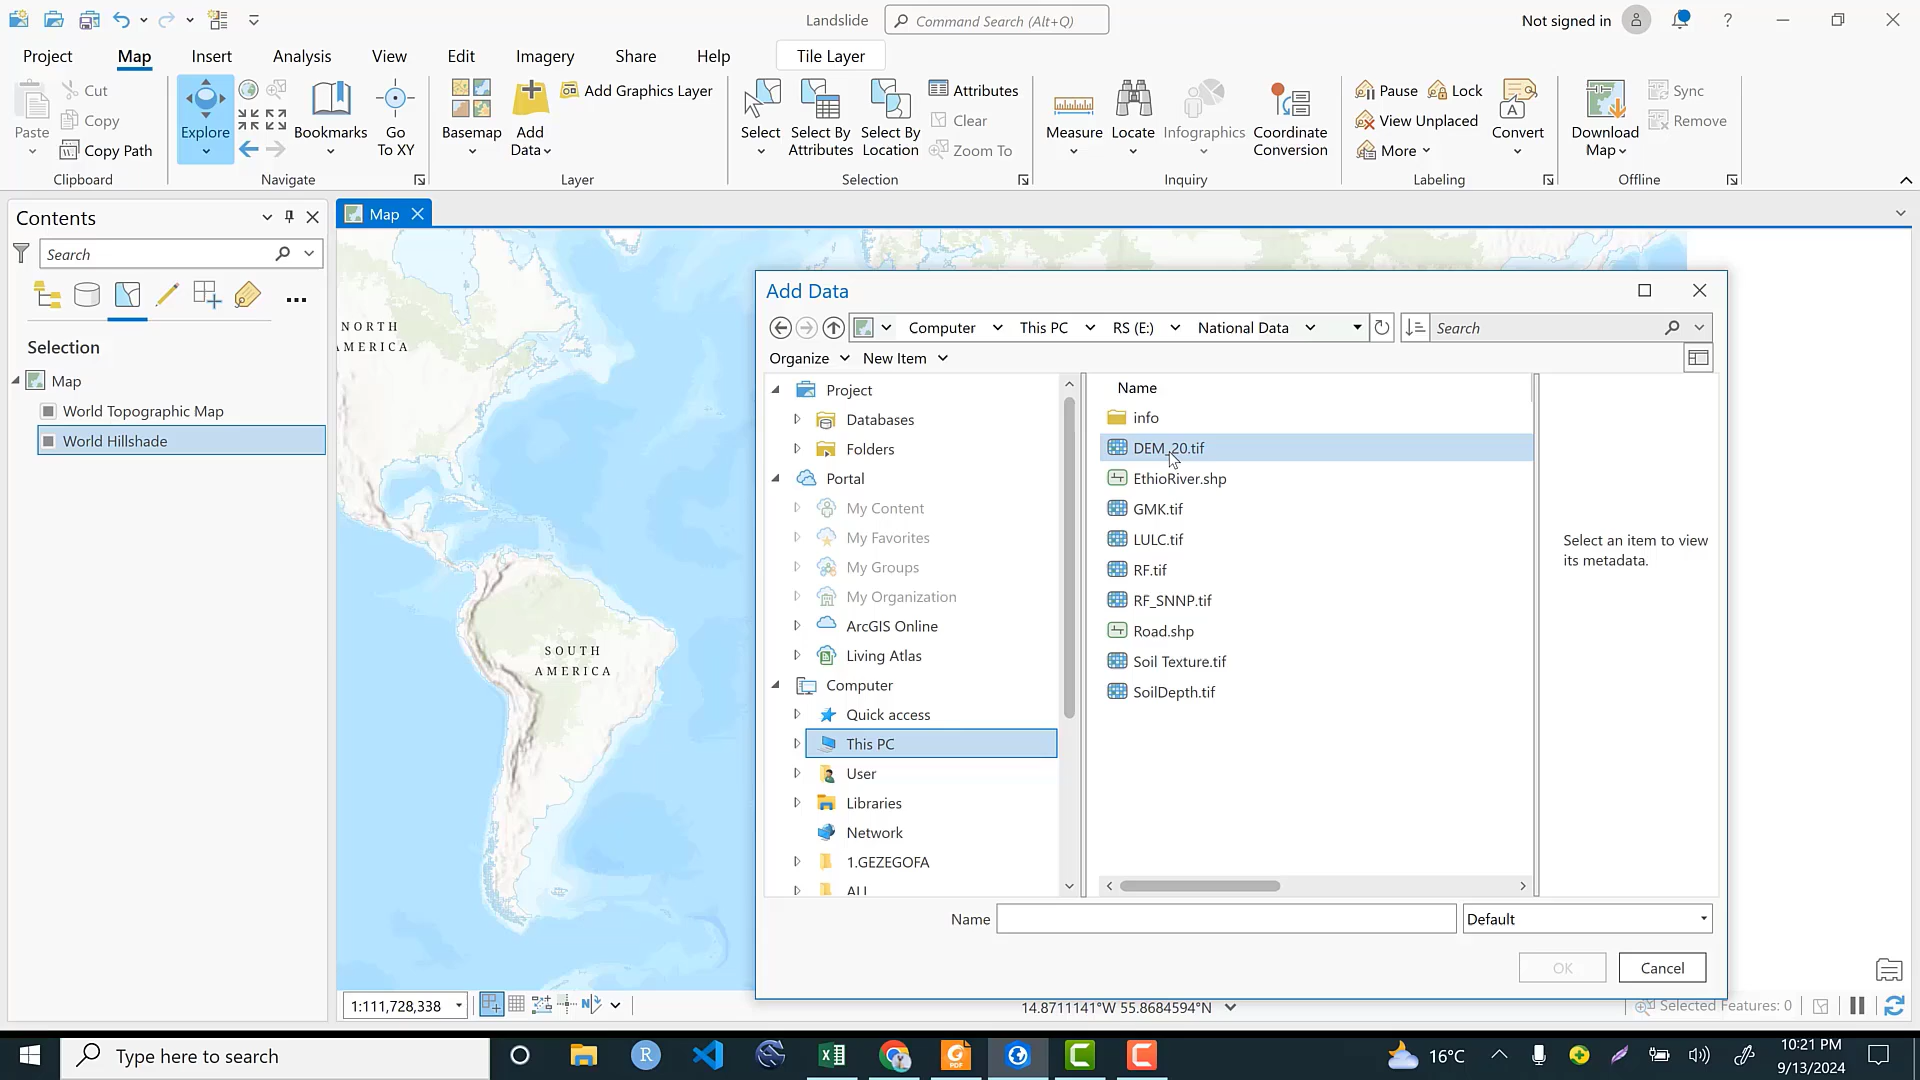 Landslide
Command Search (Alt+Q)
Not signed in
Project
Map
Insert
Analysis
View
Edit
Imagery
Share
Help
Tile Layer
Paste
Cut
Copy
Copy Path
Clipboard
Explore
Bookmarks
Go
To XY
Navigate
Basemap
Add
Data
Add Graphics Layer
Layer
Select
Select By
Attributes
Select By
Location
Attributes
Clear
Zoom To
Selection
Measure
Locate
Infographics
Coordinate
Conversion
Inquiry
Pause
Lock
View Unplaced
More
Convert
Labeling
Download
Map
Sync
Remove
Offline
Contents
Search
Selection
Map
World Topographic Map
World Hillshade
Map
NORTH
AMERICA
SOUTH
AMERICA
Add Data
Computer
This PC
RS (E:)
National Data
Search
Organize
New Item
Project
Databases
Folders
Portal
My Content
My Favorites
My Groups
My Organization
ArcGIS Online
Living Atlas
Computer
Quick access
This PC
User
Libraries
Network
1.GEZEGOFA
ALL
Name
info
DEM_20.tif
EthioRiver.shp
GMK.tif
LULC.tif
RF.tif
RF_SNNP.tif
Road.shp
Soil Texture.tif
SoilDepth.tif
Select an item to view
its metadata.
Name
Default
OK
Cancel
1:111,728,338
14.8711141°W 55.8684594°N
Selected Features: 0
Type here to search
16°C
10:21 PM
9/13/2024